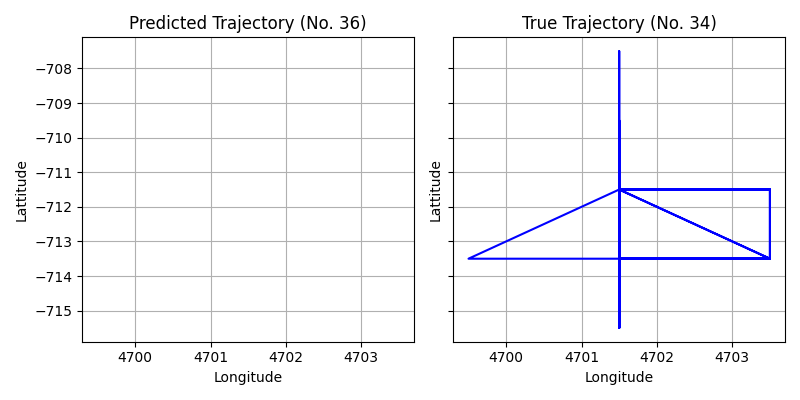 Predicted Trajectory (No. 36)
−708
−709
−710
−711
−712
−713
−714
−715
Lattitude
4700 4701 4702 4703
Longitude
True Trajectory (No. 34)
Lattitude
4700 4701 4702 4703
Longitude